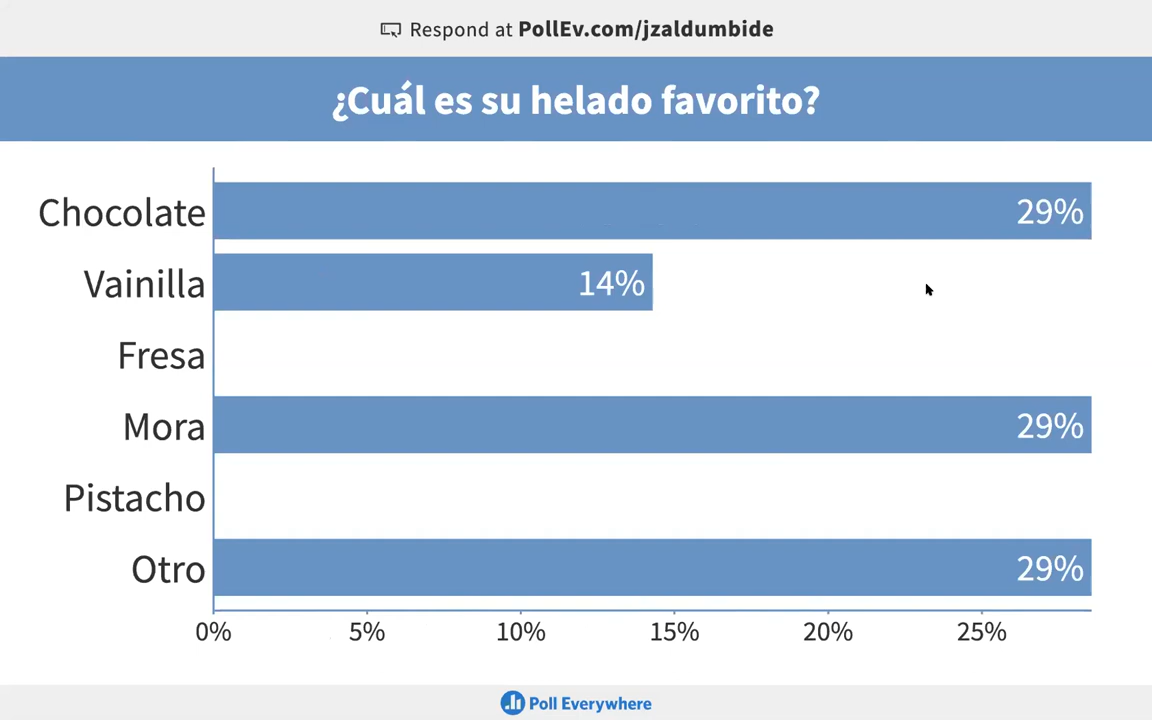 Respond at PollEv.com/jzaldumbide
¿Cuál es su helado favorito?
Chocolate 29%
Vainilla 14%
Fresa
Mora 29%
Pistacho
Otro 29%
0% 5% 10% 15% 20% 25%
Poll Everywhere